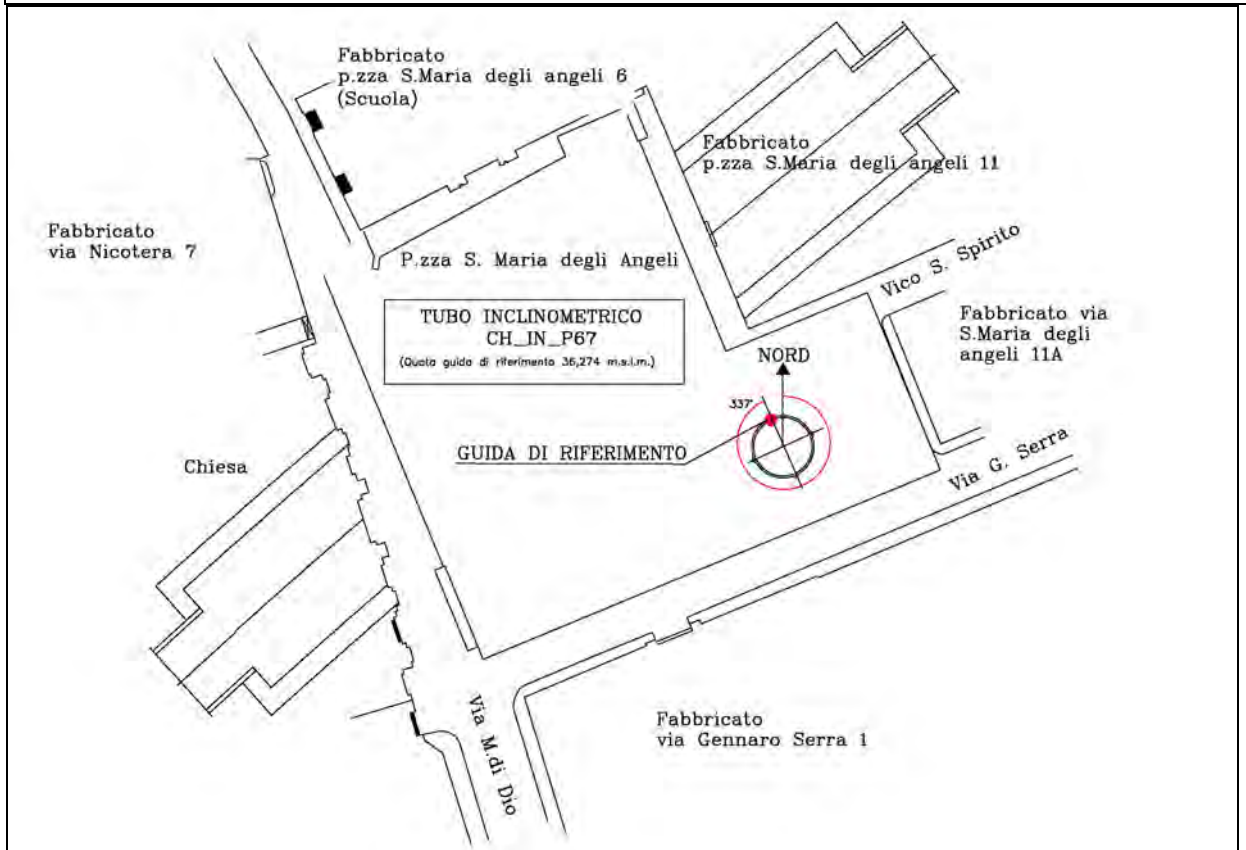 Fabbricato
p.zza S.Maria degli angeli 6
(Scuola)
Fabbricato
p.zza S.Maria degli angeli 11
Fabbricato
via Nicotera 7
P.zza S. Maria degli Angeli
Vico S. Spirito
TUBO INCLINOMETRICO
CH_IN_P67
(Quota guida di riferimento 36,274 m.s.l.m.)
Fabbricato via
S.Maria degli
angeli 11A
NORD
337°
GUIDA DI RIFERIMENTO
Chiesa
Via G. Serra
Via M.di Dio
Fabbricato
via Gennaro Serra 1